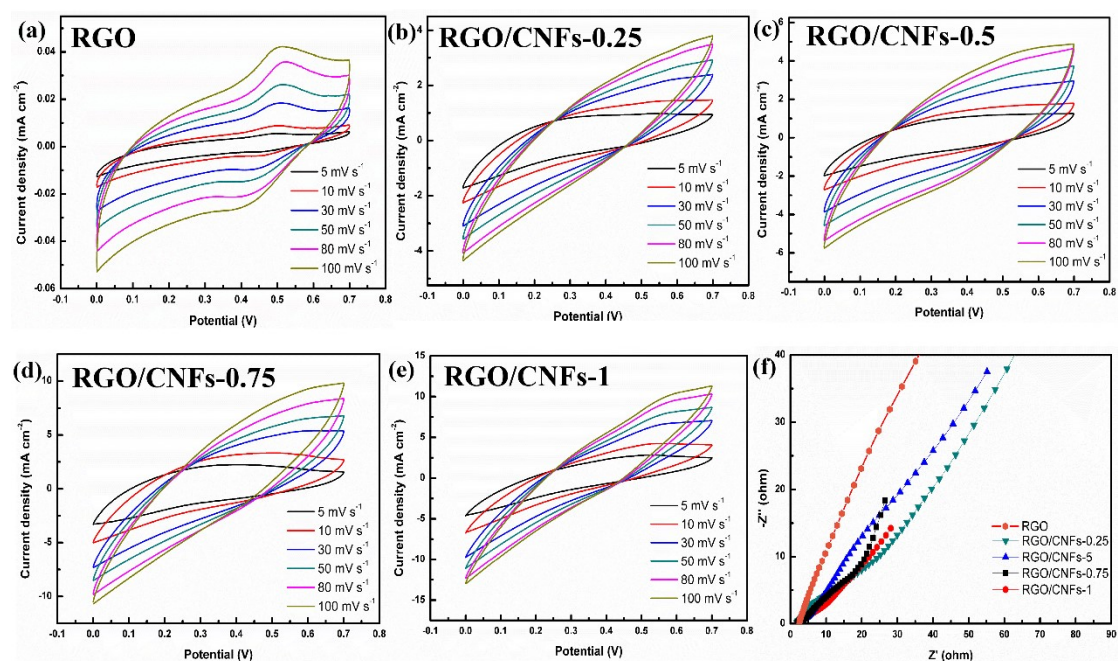 (a) RGO
0.06
0.04
0.02
0.00
-0.02
-0.04
-0.06
Current density (mA cm⁻²)
5 mV s⁻¹
10 mV s⁻¹
30 mV s⁻¹
50 mV s⁻¹
80 mV s⁻¹
100 mV s⁻¹
0.0 0.1 0.2 0.3 0.4 0.5 0.6 0.7 0.8
Potential (V)
(b) RGO/CNFs-0.25
4
2
0
-2
-4
Current density (mA cm⁻²)
5 mV s⁻¹
10 mV s⁻¹
30 mV s⁻¹
50 mV s⁻¹
80 mV s⁻¹
100 mV s⁻¹
0.0 0.1 0.2 0.3 0.4 0.5 0.6 0.7 0.8
Potential (V)
(c) RGO/CNFs-0.5
6
3
0
-3
-6
Current density (mA cm⁻²)
5 mV s⁻¹
10 mV s⁻¹
30 mV s⁻¹
50 mV s⁻¹
80 mV s⁻¹
100 mV s⁻¹
0.0 0.1 0.2 0.3 0.4 0.5 0.6 0.7 0.8
Potential (V)
(d) RGO/CNFs-0.75
10
5
0
-5
-10
Current density (mA cm⁻²)
5 mV s⁻¹
10 mV s⁻¹
30 mV s⁻¹
50 mV s⁻¹
80 mV s⁻¹
100 mV s⁻¹
0.0 0.1 0.2 0.3 0.4 0.5 0.6 0.7 0.8
Potential (V)
(e) RGO/CNFs-1
15
10
5
0
-5
-10
-15
Current density (mA cm⁻²)
5 mV s⁻¹
10 mV s⁻¹
30 mV s⁻¹
50 mV s⁻¹
80 mV s⁻¹
100 mV s⁻¹
0.0 0.1 0.2 0.3 0.4 0.5 0.6 0.7 0.8
Potential (V)
(f)
40
30
20
10
0
-Z'' (ohm)
RGO
RGO/CNFs-0.25
RGO/CNFs-5
RGO/CNFs-0.75
RGO/CNFs-1
0 10 20 30 40 50 60 70 80 90
Z' (ohm)